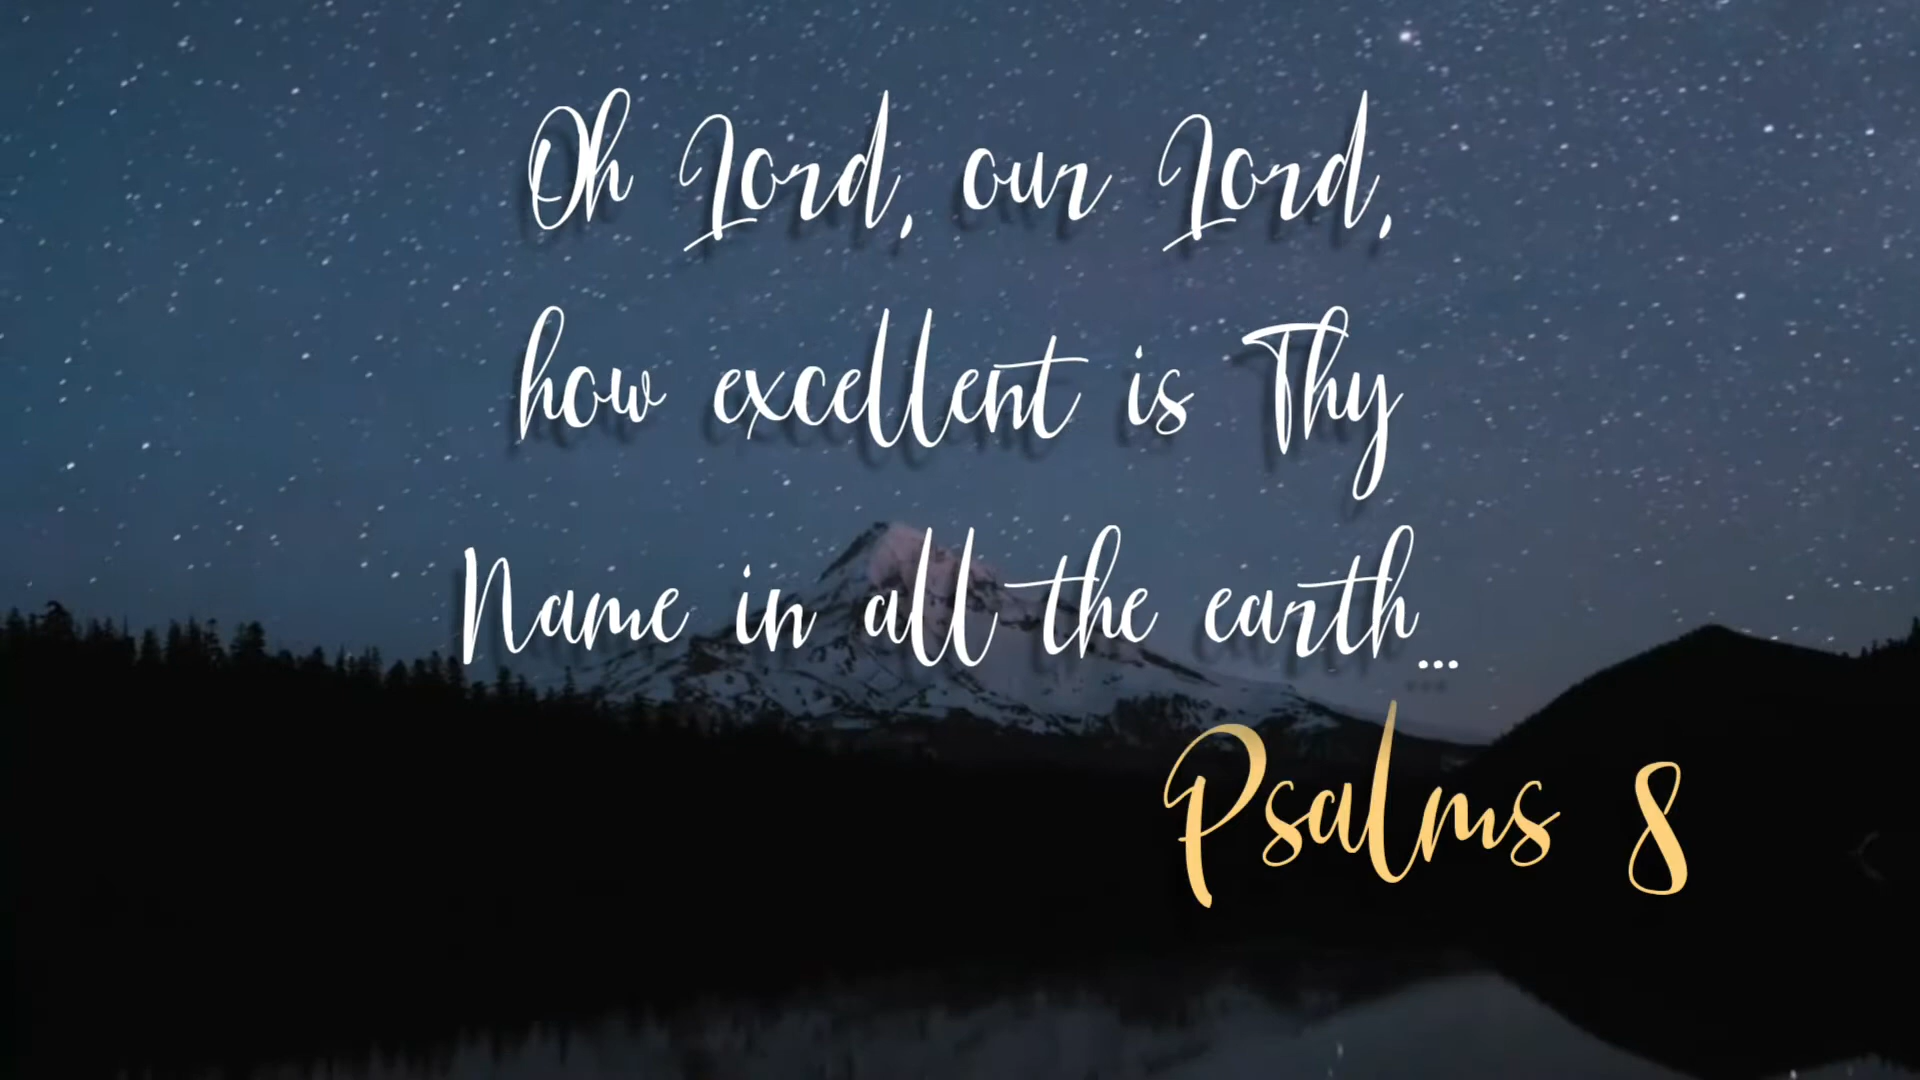 Oh Lord, our Lord,
how excellent is Thy
Name in all the earth...
Psalms 8